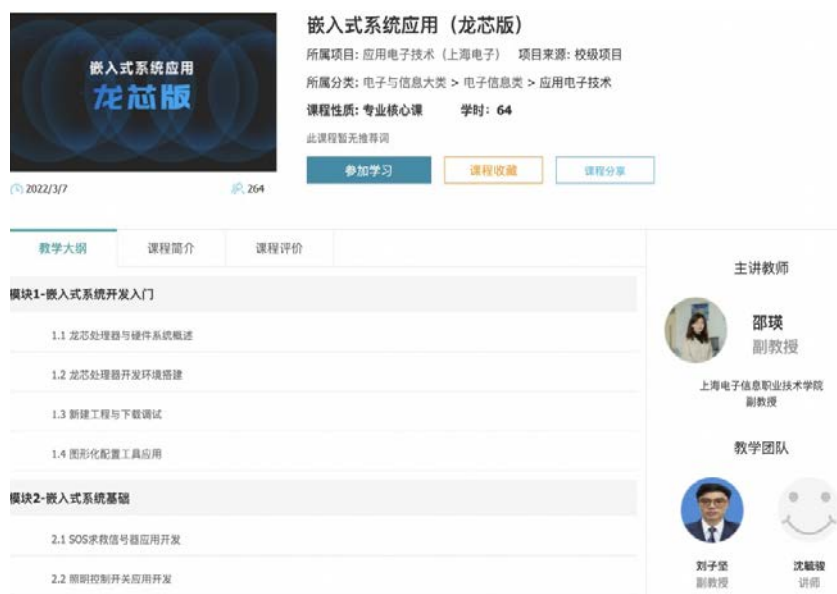 嵌入式系统应用
龙芯版
2022/3/7
264
嵌入式系统应用（龙芯版）
所属项目: 应用电子技术（上海电子） 项目来源: 校级项目
所属分类: 电子与信息大类 > 电子信息类 > 应用电子技术
课程性质: 专业核心课 学时: 64
此课程暂无推荐词
参加学习 课程收藏 课程分享
教学大纲 课程简介 课程评价
模块1-嵌入式系统开发入门
1.1 龙芯处理器与硬件系统概述
1.2 龙芯处理器开发环境搭建
1.3 新建工程与下载调试
1.4 图形化配置工具应用
模块2-嵌入式系统基础
2.1 SOS求救信号器应用开发
2.2 照明控制开关应用开发
主讲教师
邵瑛
副教授
上海电子信息职业技术学院
副教授
教学团队
刘子坚 沈毓骏
副教授 讲师